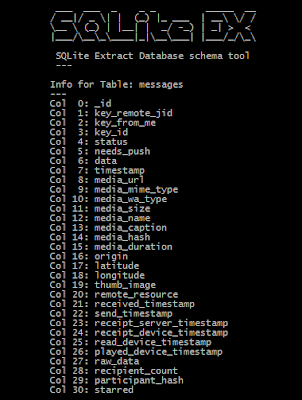 SQLite EX
SQLite Extract Database schema tool
---
Info for Table: messages
---
Col 0: _id
Col 1: key_remote_jid
Col 2: key_from_me
Col 3: key_id
Col 4: status
Col 5: needs_push
Col 6: data
Col 7: timestamp
Col 8: media_url
Col 9: media_mime_type
Col 10: media_wa_type
Col 11: media_size
Col 12: media_name
Col 13: media_caption
Col 14: media_hash
Col 15: media_duration
Col 16: origin
Col 17: latitude
Col 18: longitude
Col 19: thumb_image
Col 20: remote_resource
Col 21: received_timestamp
Col 22: send_timestamp
Col 23: receipt_server_timestamp
Col 24: receipt_device_timestamp
Col 25: read_device_timestamp
Col 26: played_device_timestamp
Col 27: raw_data
Col 28: recipient_count
Col 29: participant_hash
Col 30: starred